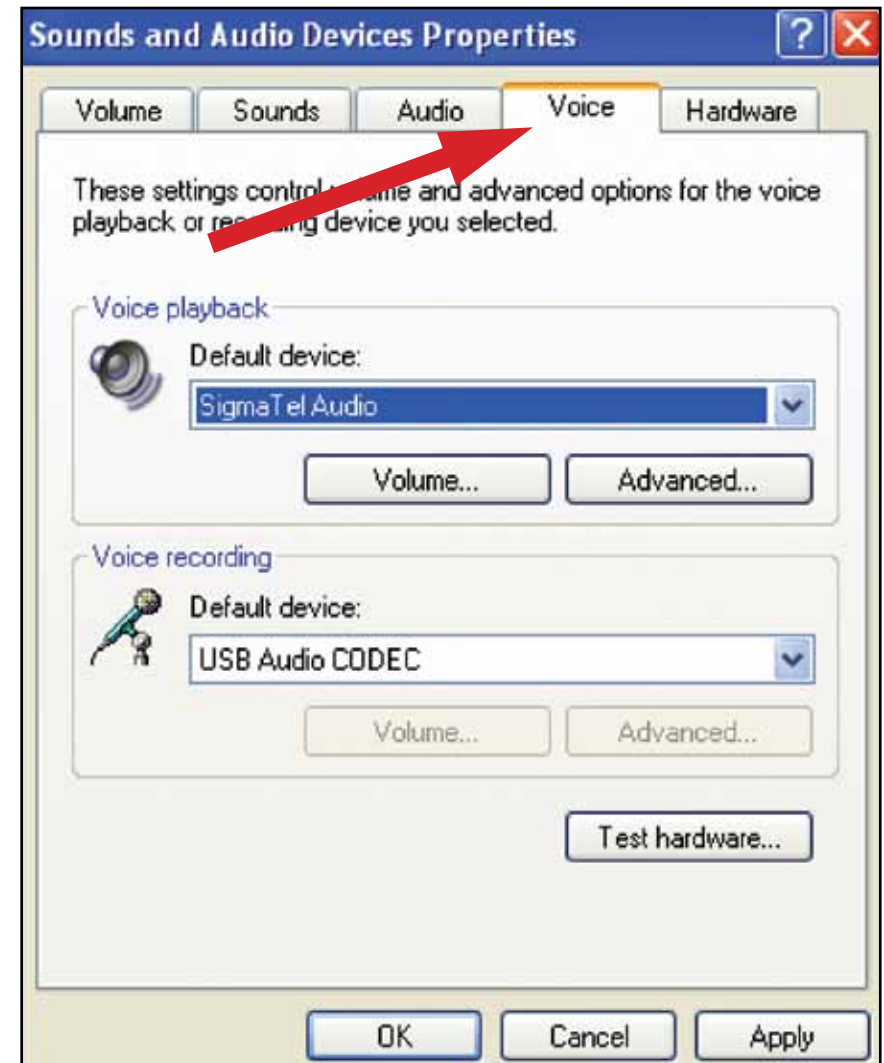 Sounds and Audio Devices Properties
Volume Sounds Audio Voice Hardware
These settings control volume and advanced options for the voice
playback or recording device you selected.
Voice playback
Default device:
SigmaTel Audio
Volume... Advanced...
Voice recording
Default device:
USB Audio CODEC
Volume... Advanced...
Test hardware...
OK Cancel Apply